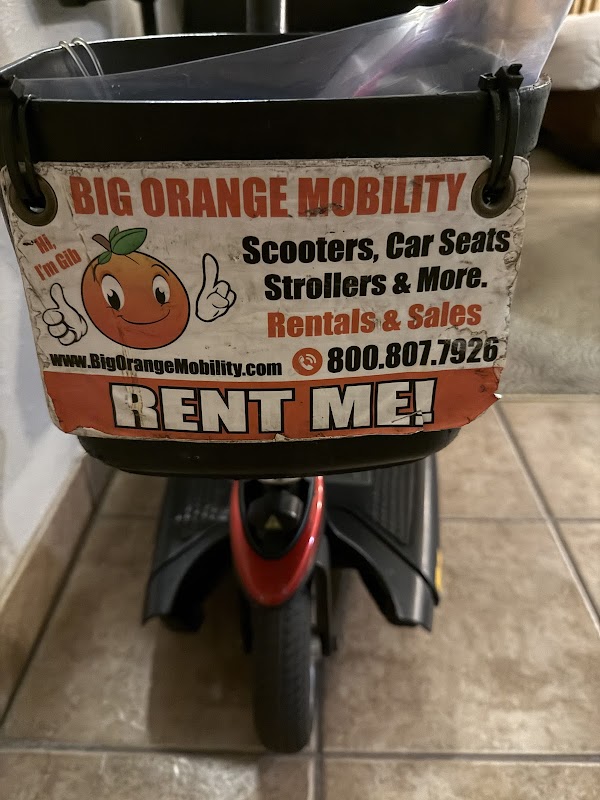 BIG ORANGE MOBILITY
Hi,
I'm Gib
Scooters, Car Seats
Strollers & More.
Rentals & Sales
www.BigOrangeMobility.com 800.807.7926
RENT ME!